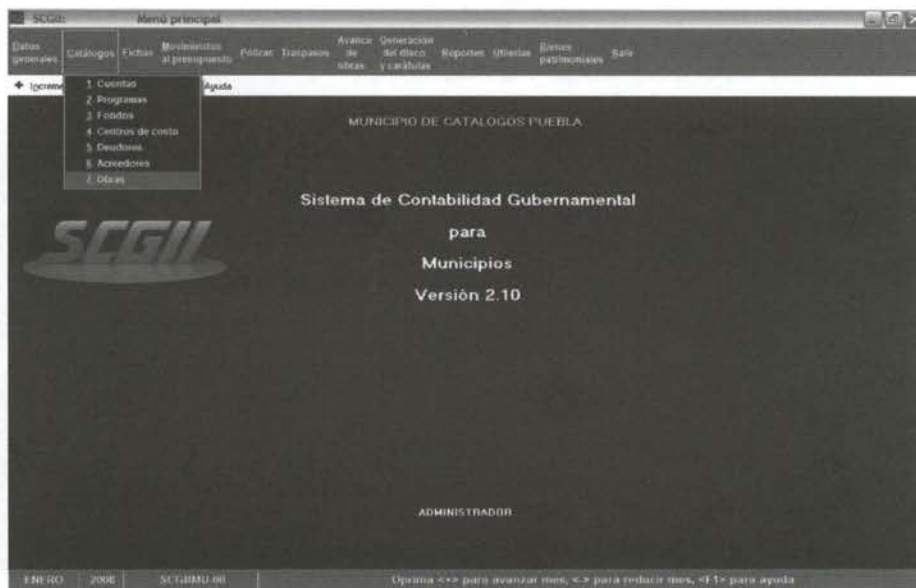 SCGII: Menú principal
Datos generales Catálogos Fichas Movimientos al presupuesto Pólizas Traspasos Avance de obras Generación del disco y carátulas Reportes Utilerías Bienes patrimoniales Salir
+ Increme Ayuda
1. Cuentas
2. Programas
3. Fondos
4. Centros de costo
5. Deudores
6. Acreedores
7. Obras
MUNICIPIO DE CATALOGOS PUEBLA
SCGII
Sistema de Contabilidad Gubernamental
para
Municipios
Versión 2.10
ADMINISTRADOR
ENERO 2008 SCGIIMU.00 Oprima <+> para avanzar mes, <-> para reducir mes, <F1> para ayuda